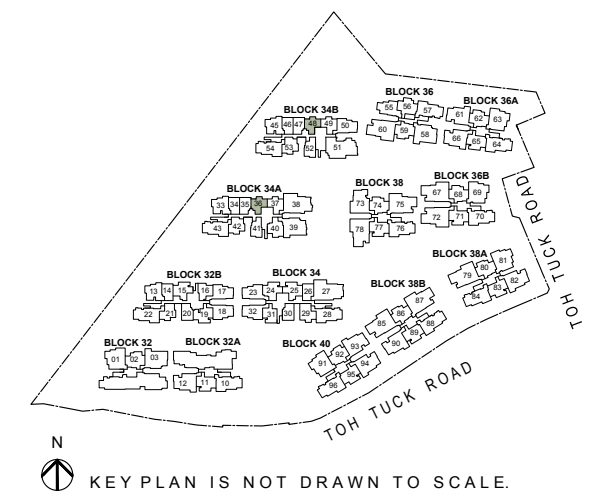 BLOCK 36
55 56 57
60 59 58
BLOCK 36A
61 62 63
66 65 64
BLOCK 34B
45 46 47 48 49 50
54 53 52 51
BLOCK 36B
67 68 69
72 71 70
BLOCK 38
73 74 75
78 77 76
BLOCK 34A
33 34 35 36 37 38
43 42 41 40 39
TOH TUCK ROAD
BLOCK 38A
79 80 81
84 83 82
BLOCK 32B
13 14 15 16 17
22 21 20 19 18
BLOCK 34
23 24 25 26 27
32 31 30 29 28
BLOCK 38B
85 86 87
90 89 88
BLOCK 32
01 02 03
BLOCK 32A
12 11 10
BLOCK 40
91 92 93
96 95 94
TOH TUCK ROAD
N
KEY PLAN IS NOT DRAWN TO SCALE.